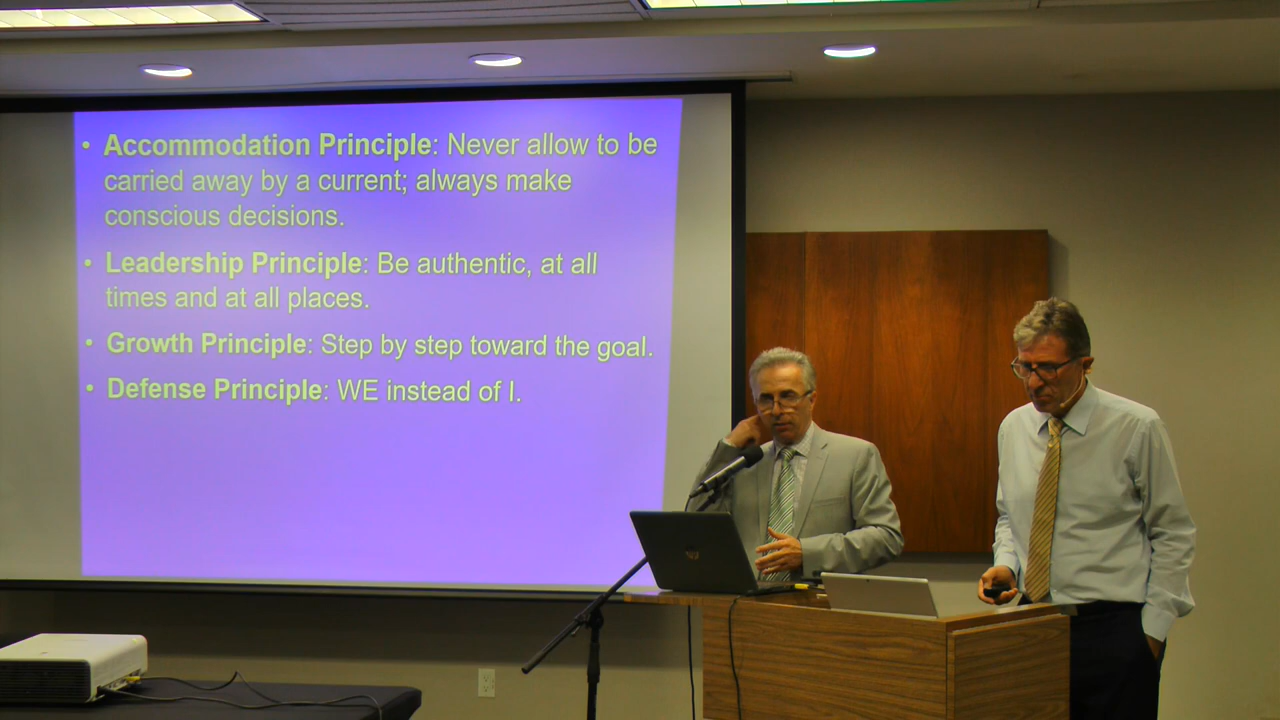 • Accommodation Principle: Never allow to be
carried away by a current; always make
conscious decisions.
• Leadership Principle: Be authentic, at all
times and at all places.
• Growth Principle: Step by step toward the goal.
• Defense Principle: WE instead of I.